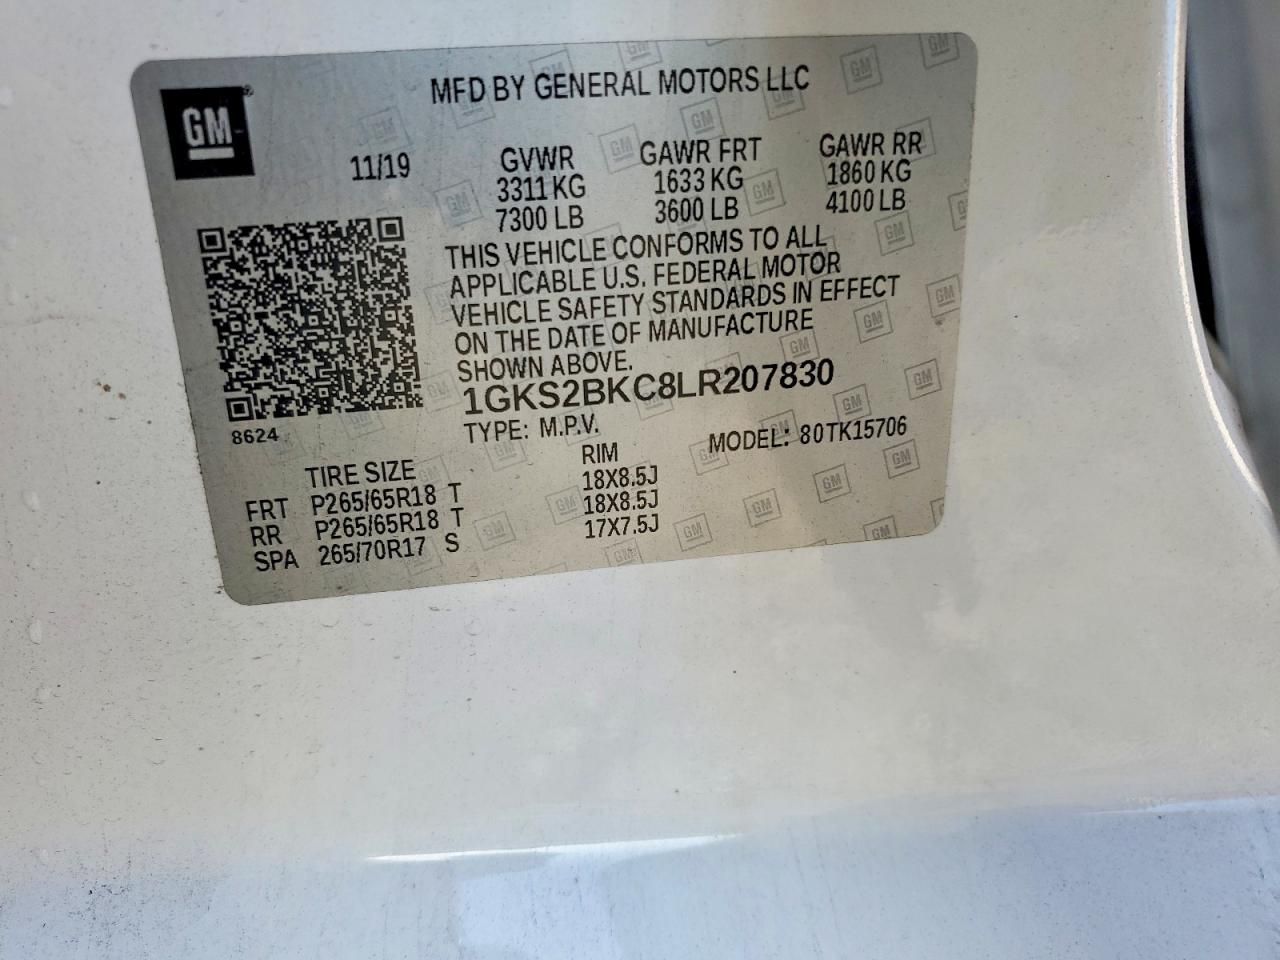 MFD BY GENERAL MOTORS LLC
GM
11/19 GVWR GAWR FRT GAWR RR
3311 KG 1633 KG 1860 KG
7300 LB 3600 LB 4100 LB
THIS VEHICLE CONFORMS TO ALL
APPLICABLE U.S. FEDERAL MOTOR
VEHICLE SAFETY STANDARDS IN EFFECT
ON THE DATE OF MANUFACTURE
SHOWN ABOVE.
1GKS2BKC8LR207830
8624
TYPE: M.P.V. MODEL: 80TK15706
TIRE SIZE RIM
FRT P265/65R18 T 18X8.5J
RR P265/65R18 T 18X8.5J
SPA 265/70R17 S 17X7.5J